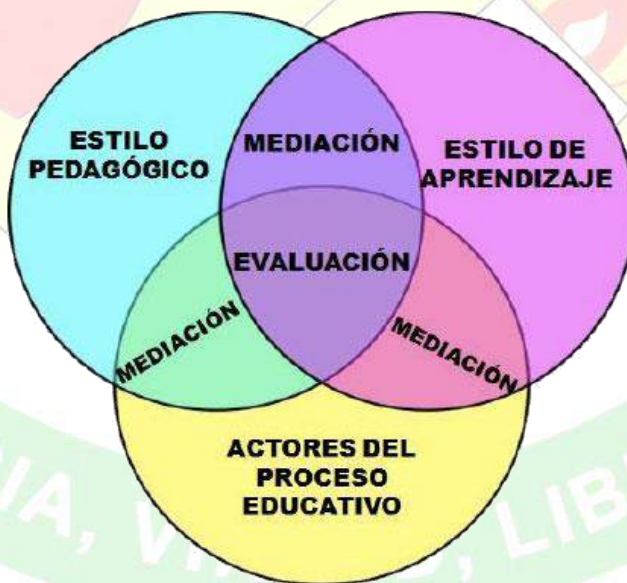 ESTILO
PEDAGÓGICO
MEDIACIÓN
ESTILO DE
APRENDIZAJE
EVALUACIÓN
MEDIACIÓN
MEDIACIÓN
ACTORES DEL
PROCESO
EDUCATIVO